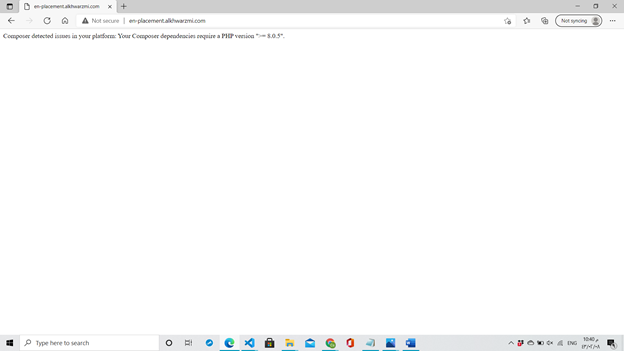 en-placement.alkhwarzmi.com
Not secure
en-placement.alkhwarzmi.com
Not syncing
Composer detected issues in your platform: Your Composer dependencies require a PHP version ">= 8.0.5".
Type here to search
ENG
10:40 م